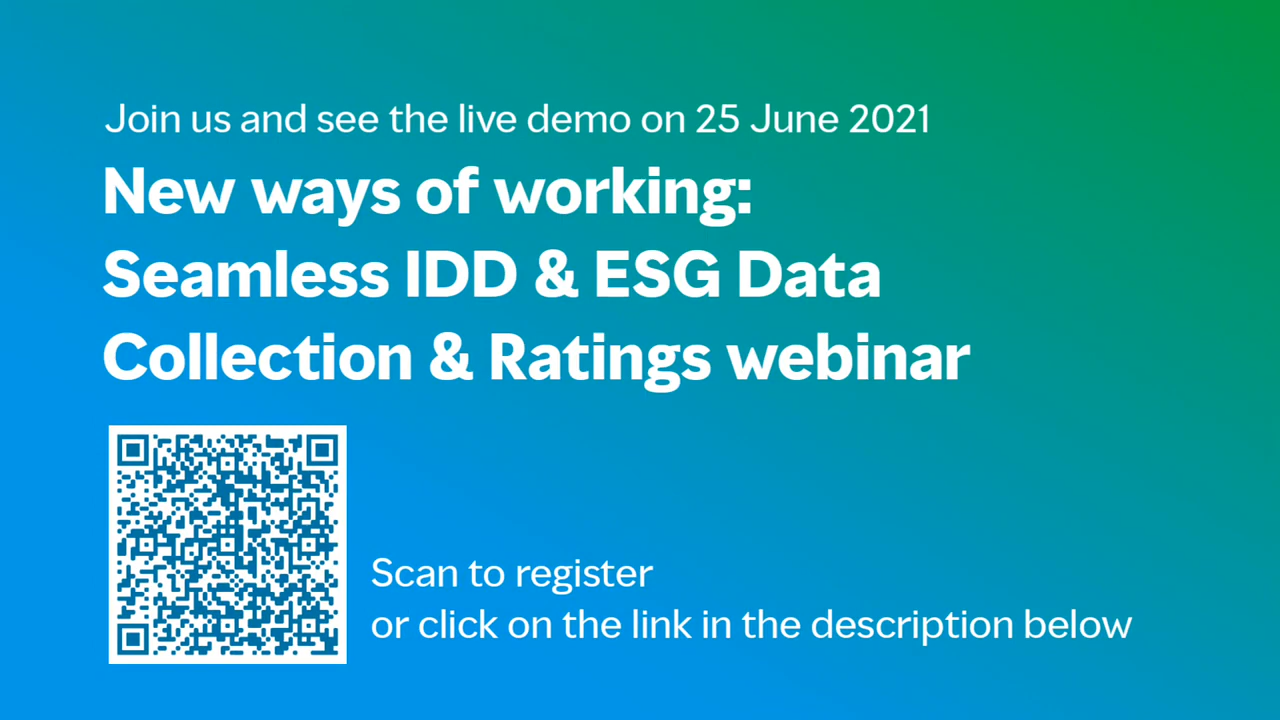 Join us and see the live demo on 25 June 2021
New ways of working:
Seamless IDD & ESG Data
Collection & Ratings webinar
Scan to register
or click on the link in the description below